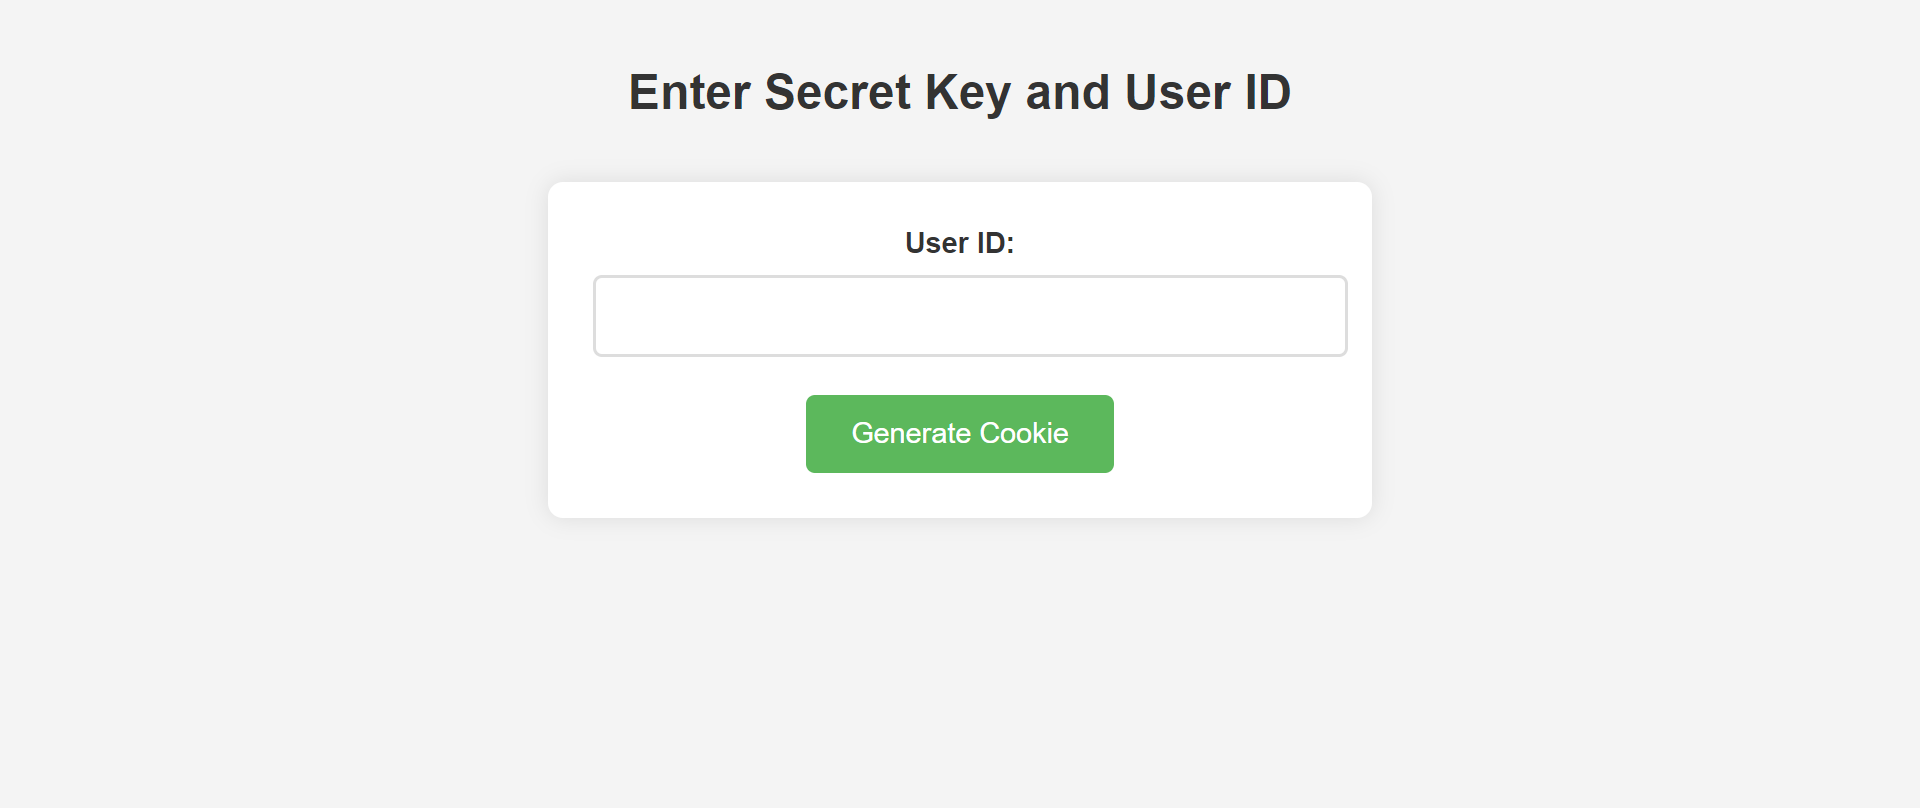 Enter Secret Key and User ID
User ID:
Generate Cookie